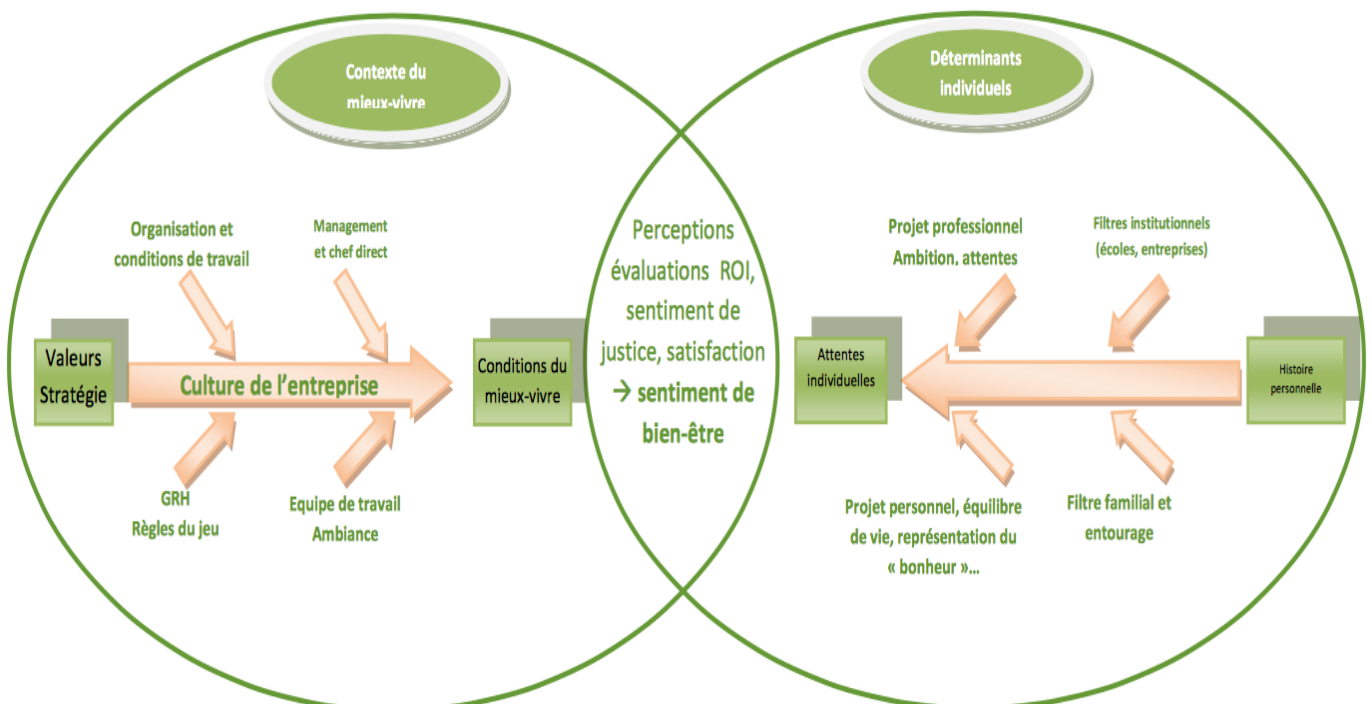 Contexte du
mieux-vivre
Déterminants
individuels
Organisation et
conditions de travail
Management
et chef direct
Valeurs
Stratégie
Culture de l'entreprise
Conditions du
mieux-vivre
GRH
Règles du jeu
Equipe de travail
Ambiance
Perceptions
évaluations ROI,
sentiment de
justice, satisfaction
→ sentiment de
bien-être
Projet professionnel
Ambition. attentes
Filtres institutionnels
(écoles, entreprises)
Attentes
individuelles
Histoire
personnelle
Projet personnel, équilibre
de vie, représentation du
« bonheur »...
Filtre familial et
entourage